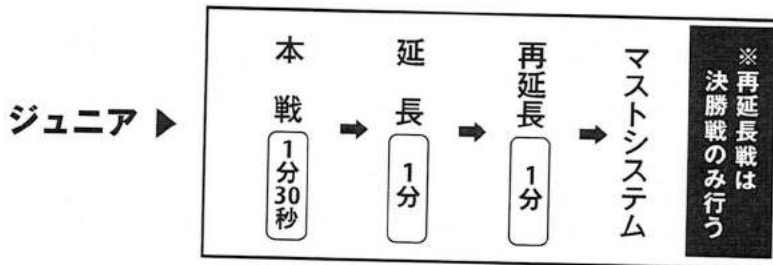 ジュニア ▶
本戦
1分30秒
➡
延長
1分
➡
再延長
1分
➡
マストシステム
※再延長戦は
決勝戦のみ行う